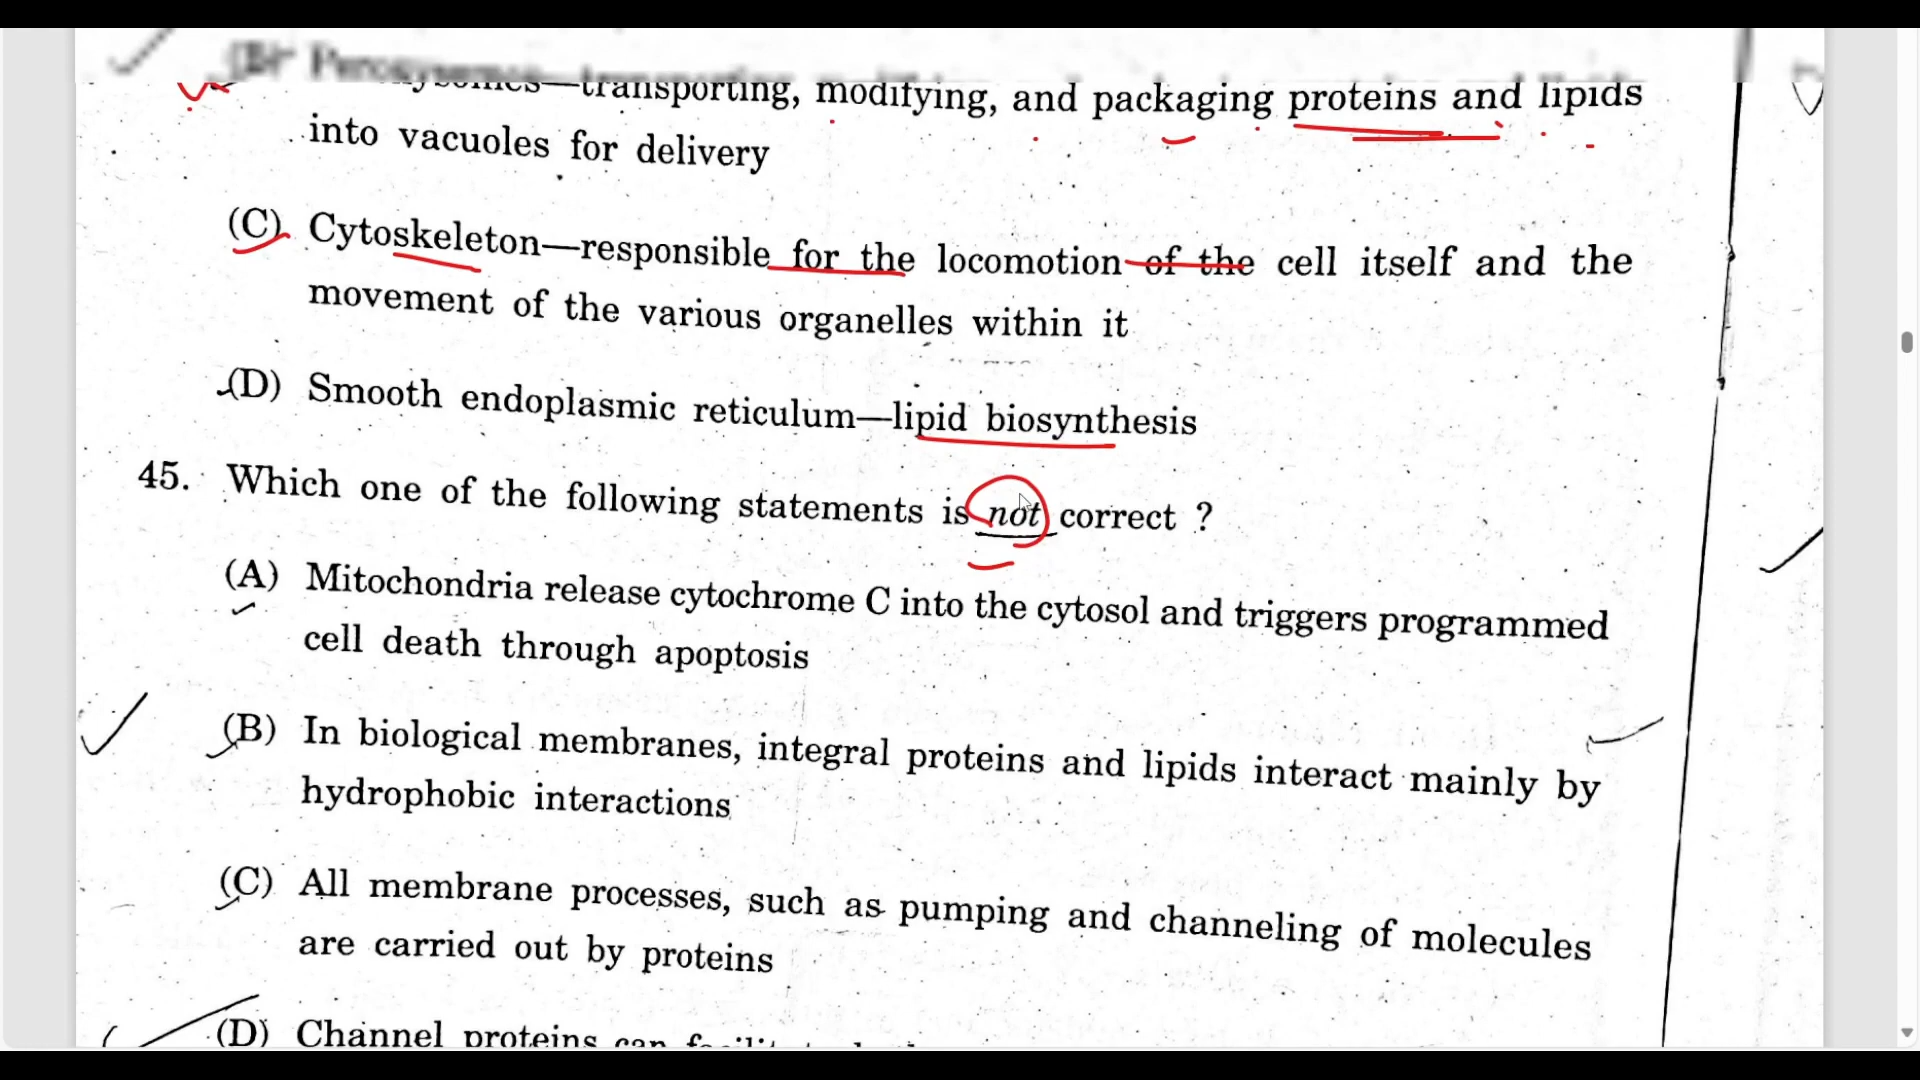 (B) Peroxysomes—transporting, modifying, and packaging proteins and lipids
into vacuoles for delivery
(C) Cytoskeleton—responsible for the locomotion of the cell itself and the
movement of the various organelles within it
(D) Smooth endoplasmic reticulum—lipid biosynthesis
45. Which one of the following statements is not correct ?
(A) Mitochondria release cytochrome C into the cytosol and triggers programmed
cell death through apoptosis
(B) In biological membranes, integral proteins and lipids interact mainly by
hydrophobic interactions
(C) All membrane processes, such as pumping and channeling of molecules
are carried out by proteins
(D) Channel proteins can